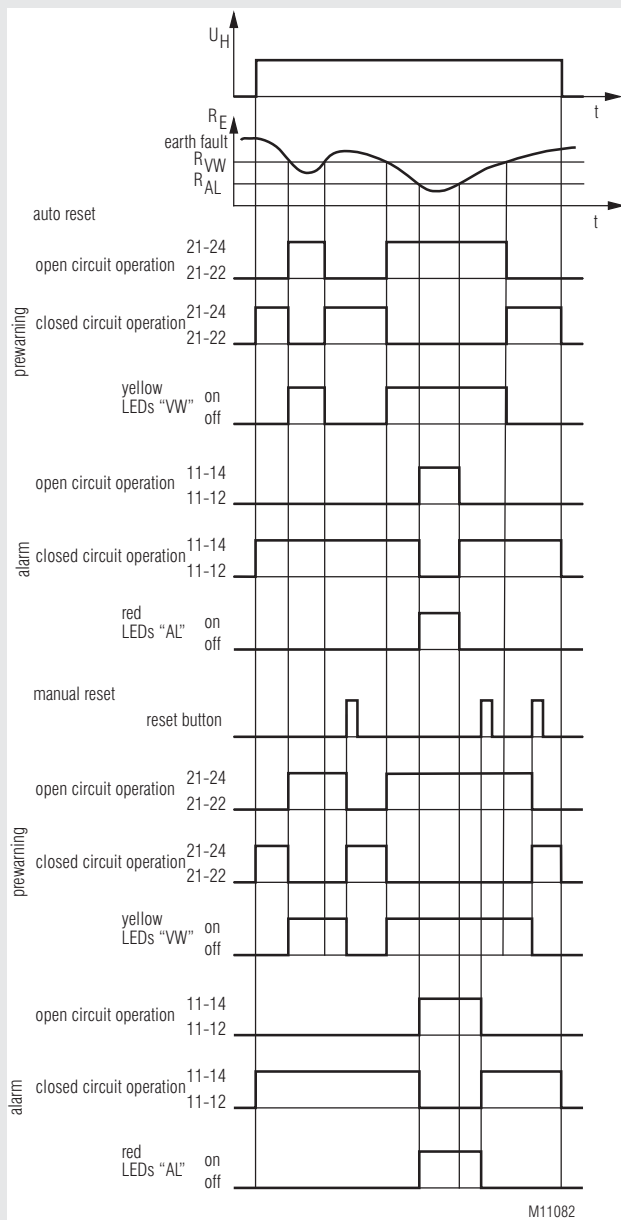 U_H
t
R_E
earth fault
R_VW
R_AL
t
auto reset
prewarning
open circuit operation 21-24
21-22
closed circuit operation 21-24
21-22
yellow
LEDs “VW” on
off
alarm
open circuit operation 11-14
11-12
closed circuit operation 11-14
11-12
red
LEDs “AL” on
off
manual reset
reset button
prewarning
open circuit operation 21-24
21-22
closed circuit operation 21-24
21-22
yellow
LEDs “VW” on
off
alarm
open circuit operation 11-14
11-12
closed circuit operation 11-14
11-12
red
LEDs “AL” on
off
M11082